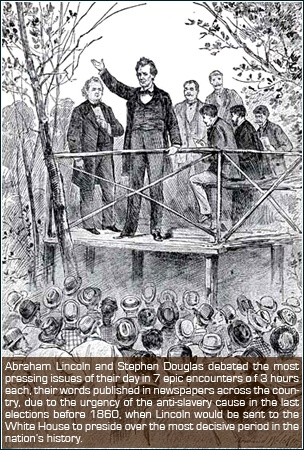 Abraham Lincoln and Stephen Douglas debated the most
pressing issues of their day in 7 epic encounters of 3 hours
each, their words published in newspapers across the coun-
try, due to the urgency of the anti-slavery cause in the last
elections before 1860, when Lincoln would be sent to the
White House to preside over the most decisive period in the
nation's history.